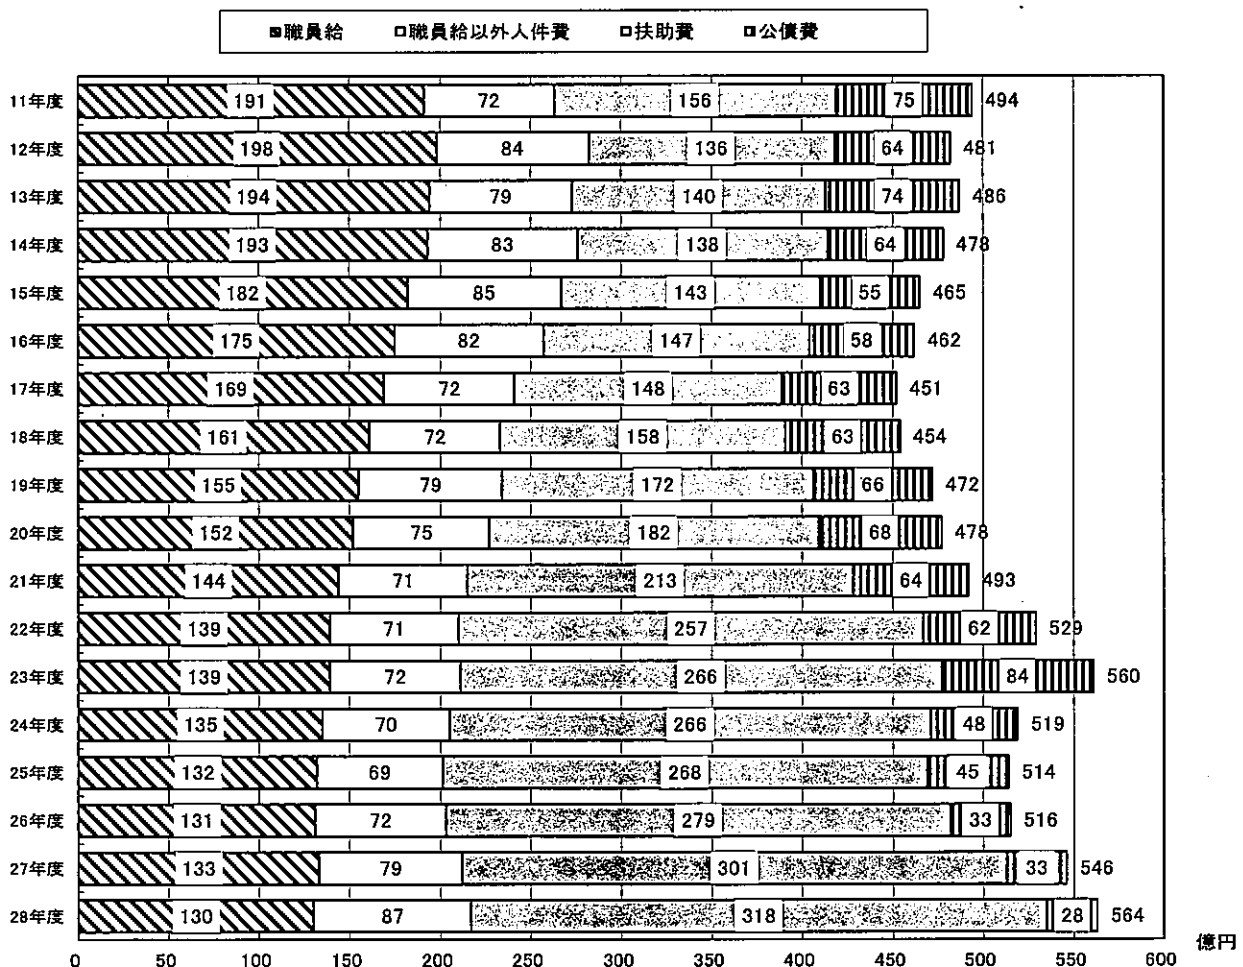 職員給 職員給以外人件費 扶助費 公債費
11年度 191 72 156 75 494
12年度 198 84 136 64 481
13年度 194 79 140 74 486
14年度 193 83 138 64 478
15年度 182 85 143 55 465
16年度 175 82 147 58 462
17年度 169 72 148 63 451
18年度 161 72 158 63 454
19年度 155 79 172 66 472
20年度 152 75 182 68 478
21年度 144 71 213 64 493
22年度 139 71 257 62 529
23年度 139 72 266 84 560
24年度 135 70 266 48 519
25年度 132 69 268 45 514
26年度 131 72 279 33 516
27年度 133 79 301 33 546
28年度 130 87 318 28 564
億円
0 50 100 150 200 250 300 350 400 450 500 550 600